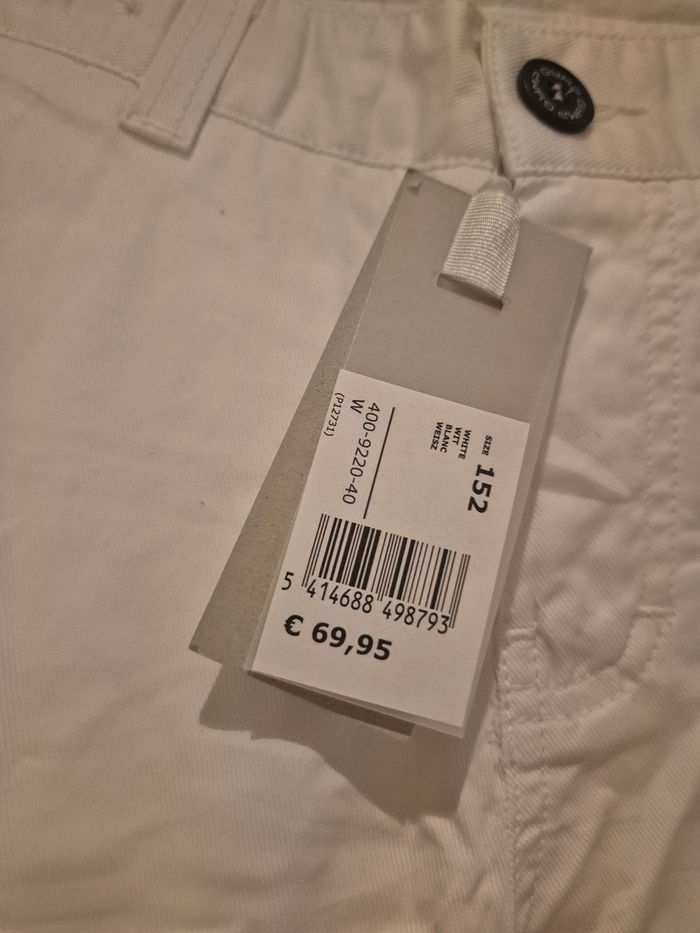 SIZE 152
WHITE
WIT
BLANC
WEISZ
400-9220-40
W
(P12731)
5 414688 498793
€ 69,95